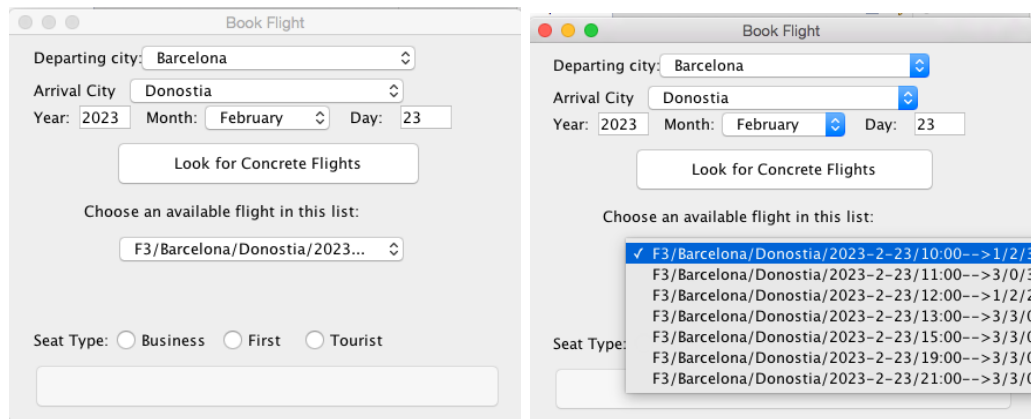 Book Flight
Departing city: Barcelona
Arrival City Donostia
Year: 2023 Month: February Day: 23
Look for Concrete Flights
Choose an available flight in this list:
F3/Barcelona/Donostia/2023...
Seat Type: Business First Tourist
Book Flight
Departing city: Barcelona
Arrival City Donostia
Year: 2023 Month: February Day: 23
Look for Concrete Flights
Choose an available flight in this list:
✓ F3/Barcelona/Donostia/2023-2-23/10:00-->1/2/3
F3/Barcelona/Donostia/2023-2-23/11:00-->3/0/3
F3/Barcelona/Donostia/2023-2-23/12:00-->1/2/2
F3/Barcelona/Donostia/2023-2-23/13:00-->3/3/0
F3/Barcelona/Donostia/2023-2-23/15:00-->3/3/0
F3/Barcelona/Donostia/2023-2-23/19:00-->3/3/0
F3/Barcelona/Donostia/2023-2-23/21:00-->3/3/0
Seat Type: